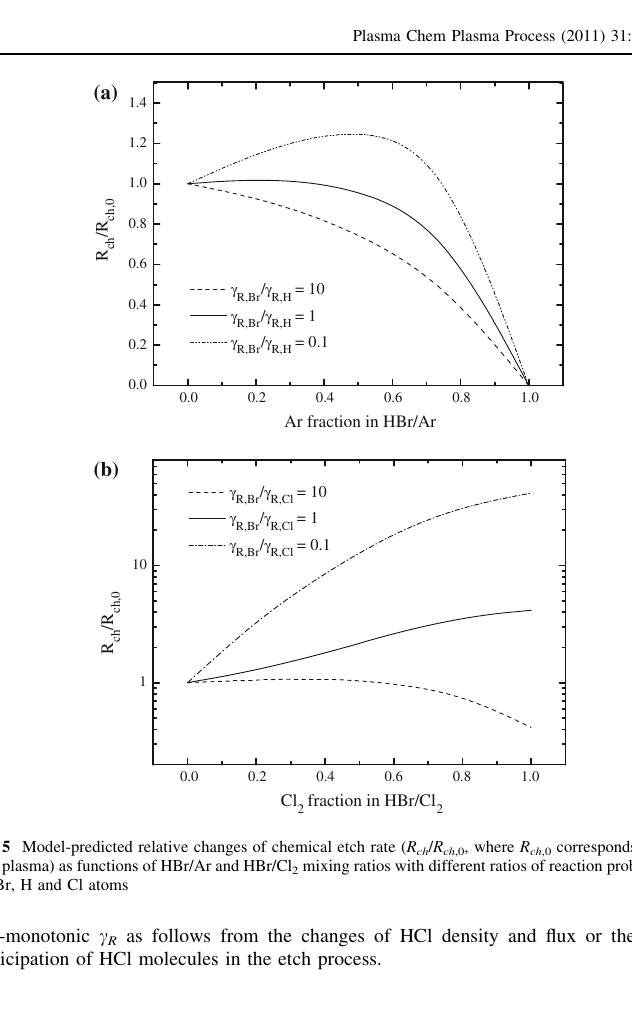 Plasma Chem Plasma Process (2011) 31:
(a)
1.4
1.2
1.0
0.8
0.6
0.4
0.2
0.0
R_ch/R_ch,0
γ_R,Br/γ_R,H = 10
γ_R,Br/γ_R,H = 1
γ_R,Br/γ_R,H = 0.1
0.0 0.2 0.4 0.6 0.8 1.0
Ar fraction in HBr/Ar
(b)
γ_R,Br/γ_R,Cl = 10
γ_R,Br/γ_R,Cl = 1
γ_R,Br/γ_R,Cl = 0.1
10
1
R_ch/R_ch,0
0.0 0.2 0.4 0.6 0.8 1.0
Cl₂ fraction in HBr/Cl₂
5 Model-predicted relative changes of chemical etch rate (R_ch/R_ch,0, where R_ch,0 corresponds
plasma) as functions of HBr/Ar and HBr/Cl₂ mixing ratios with different ratios of reaction prob
Br, H and Cl atoms
-monotonic γ_R as follows from the changes of HCl density and flux or the
icipation of HCl molecules in the etch process.